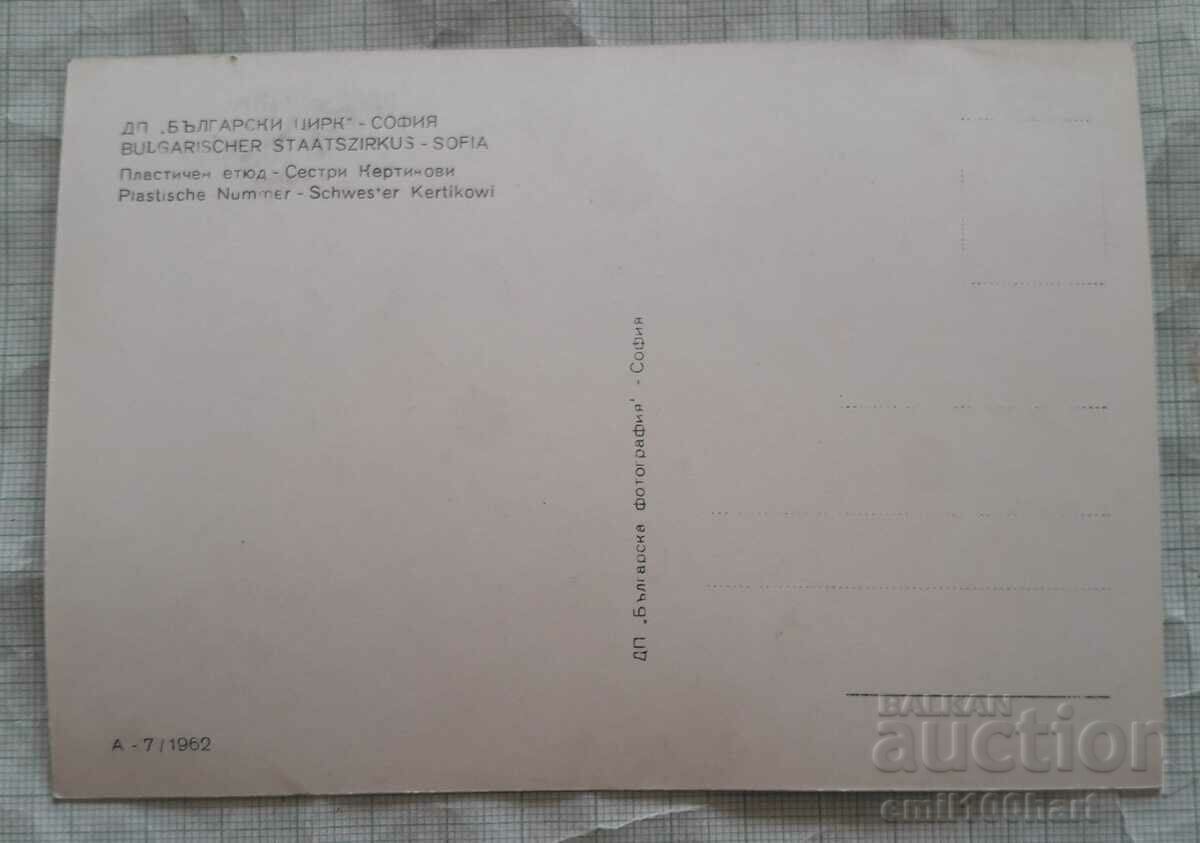 ДП „БЪЛГАРСКИ ЦИРК" - СОФИЯ
BULGARISCHER STAATSZIRKUS - SOFIA
Пластичен етюд - Сестри Кертикови
Plastische Nummer - Schwester Kertikowi
ДП „Българска фотография" - София
А - 7 / 1962
BALKAN
auction
emil100hart